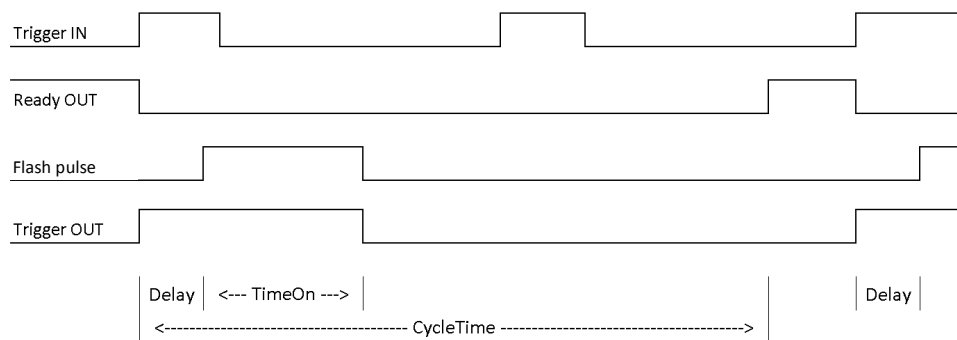 Trigger IN
Ready OUT
Flash pulse
Trigger OUT
Delay <--- TimeOn ---> Delay
<----------------------------------- CycleTime ----------------------------------->